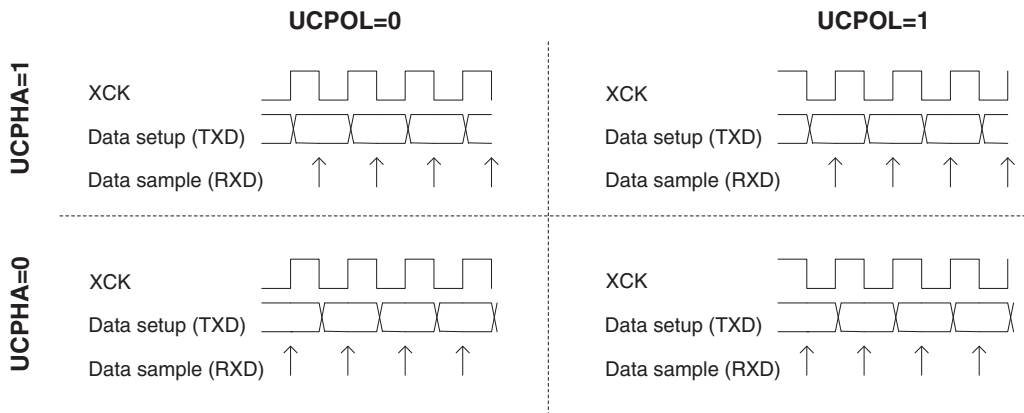 UCPOL=0
UCPOL=1
UCPHA=1
XCK
Data setup (TXD)
Data sample (RXD)
XCK
Data setup (TXD)
Data sample (RXD)
UCPHA=0
XCK
Data setup (TXD)
Data sample (RXD)
XCK
Data setup (TXD)
Data sample (RXD)